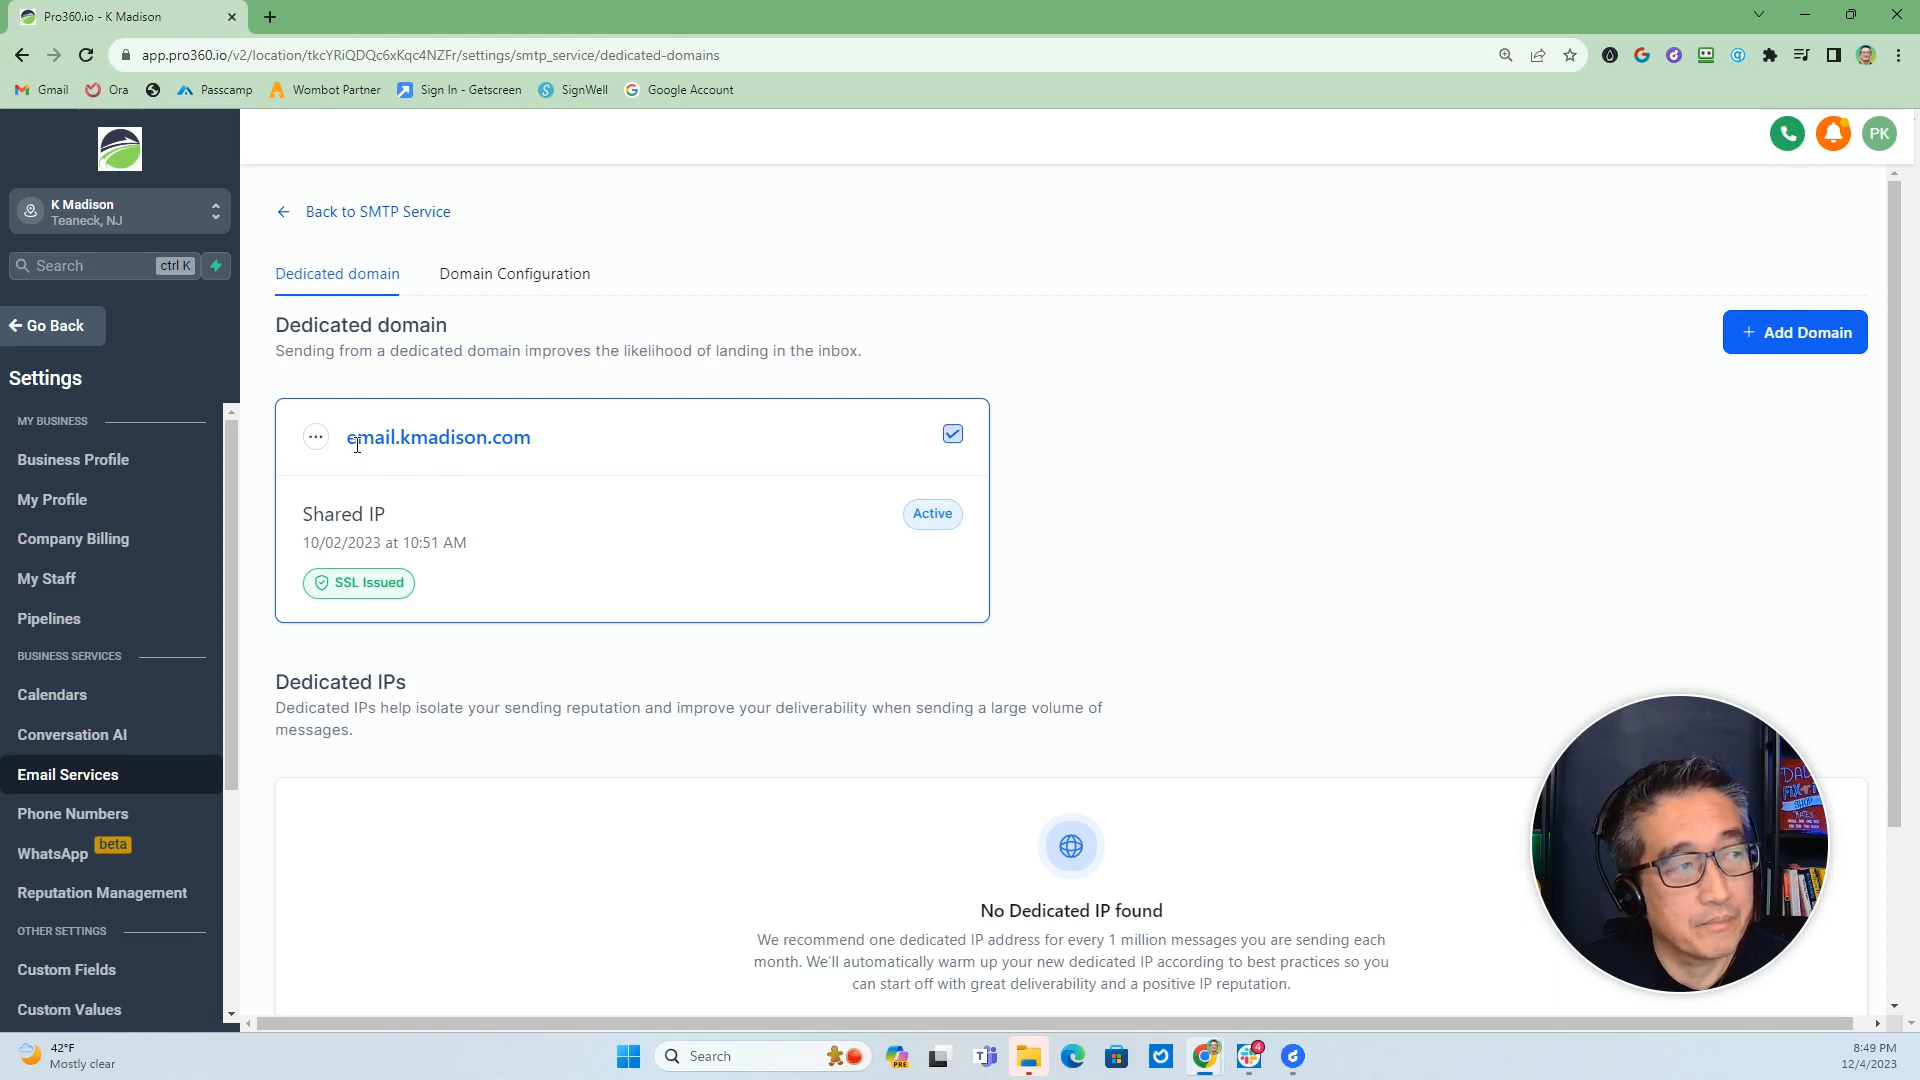 Pro360.io - K Madison
app.pro360.io/v2/location/tkcYRiQDQc6xKqc4NZFr/settings/smtp_service/dedicated-domains
Gmail
Ora
Passcamp
Wombot Partner
Sign In - Getscreen
SignWell
Google Account
PK
K Madison
Teaneck, NJ
Search
ctrl K
Go Back
Settings
MY BUSINESS
Business Profile
My Profile
Company Billing
My Staff
Pipelines
BUSINESS SERVICES
Calendars
Conversation AI
Email Services
Phone Numbers
WhatsApp beta
Reputation Management
OTHER SETTINGS
Custom Fields
Custom Values
Back to SMTP Service
Dedicated domain
Domain Configuration
Dedicated domain
Sending from a dedicated domain improves the likelihood of landing in the inbox.
+ Add Domain
email.kmadison.com
Shared IP
Active
10/02/2023 at 10:51 AM
SSL Issued
Dedicated IPs
Dedicated IPs help isolate your sending reputation and improve your deliverability when sending a large volume of
messages.
No Dedicated IP found
We recommend one dedicated IP address for every 1 million messages you are sending each
month. We'll automatically warm up your new dedicated IP according to best practices so you
can start off with great deliverability and a positive IP reputation.
DAD
FIX IT
SHOP
RATES
42°F
Mostly clear
Search
PRE
4
8:49 PM
12/4/2023